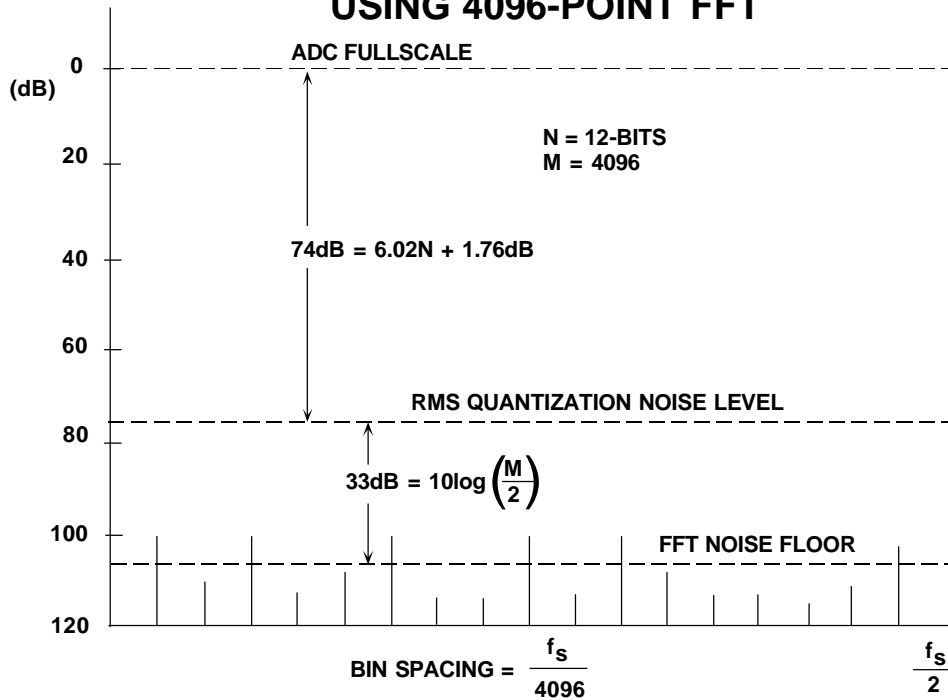 USING 4096-POINT FFT
ADC FULLSCALE
0
(dB)
N = 12-BITS
M = 4096
20
74dB = 6.02N + 1.76dB
40
60
RMS QUANTIZATION NOISE LEVEL
80
33dB = 10log (M/2)
100
FFT NOISE FLOOR
120
BIN SPACING = fs/4096
fs/2